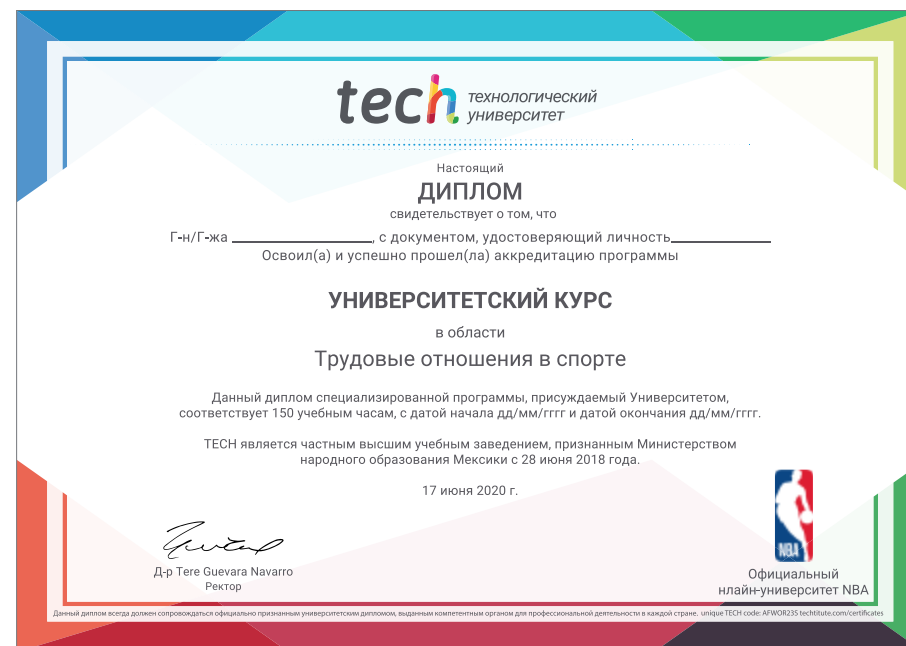 tech технологический
университет
Настоящий
ДИПЛОМ
свидетельствует о том, что
Г-н/Г-жа ____________________, с документом, удостоверяющий личность______________
Освоил(а) и успешно прошел(ла) аккредитацию программы
УНИВЕРСИТЕТСКИЙ КУРС
в области
Трудовые отношения в спорте
Данный диплом специализированной программы, присуждаемый Университетом,
соответствует 150 учебным часам, с датой начала дд/мм/гггг и датой окончания дд/мм/гггг.
TECH является частным высшим учебным заведением, признанным Министерством
народного образования Мексики с 28 июня 2018 года.
17 июня 2020 г.
Д-р Tere Guevara Navarro
Ректор
NBA
Официальный
нлайн-университет NBA
Данный диплом всегда должен сопровождаться официально признанным университетским дипломом, выданным компетентным органом для профессиональной деятельности в каждой стране. unique TECH code: AFWOR23S techtitute.com/certificates